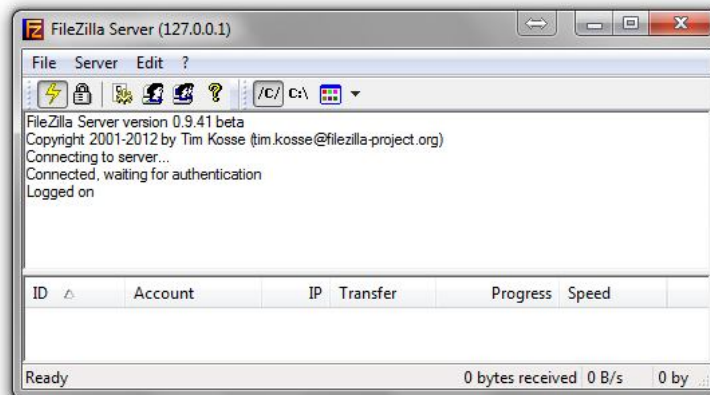 FileZilla Server (127.0.0.1)
File Server Edit ?
/C/ C:\
FileZilla Server version 0.9.41 beta
Copyright 2001-2012 by Tim Kosse (tim.kosse@filezilla-project.org)
Connecting to server...
Connected, waiting for authentication
Logged on
ID Account IP Transfer Progress Speed
Ready 0 bytes received 0 B/s 0 by